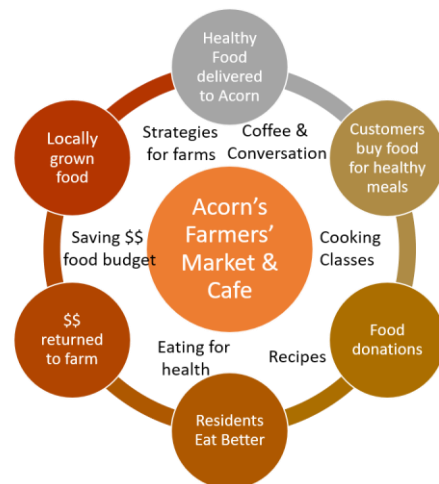 Healthy
Food
delivered
to Acorn
Locally
grown
food
Strategies
for farms
Coffee &
Conversation
Customers
buy food
for healthy
meals
Acorn's
Farmers'
Market &
Cafe
Saving $$
food budget
Cooking
Classes
$$
returned
to farm
Eating for
health
Recipes
Food
donations
Residents
Eat Better